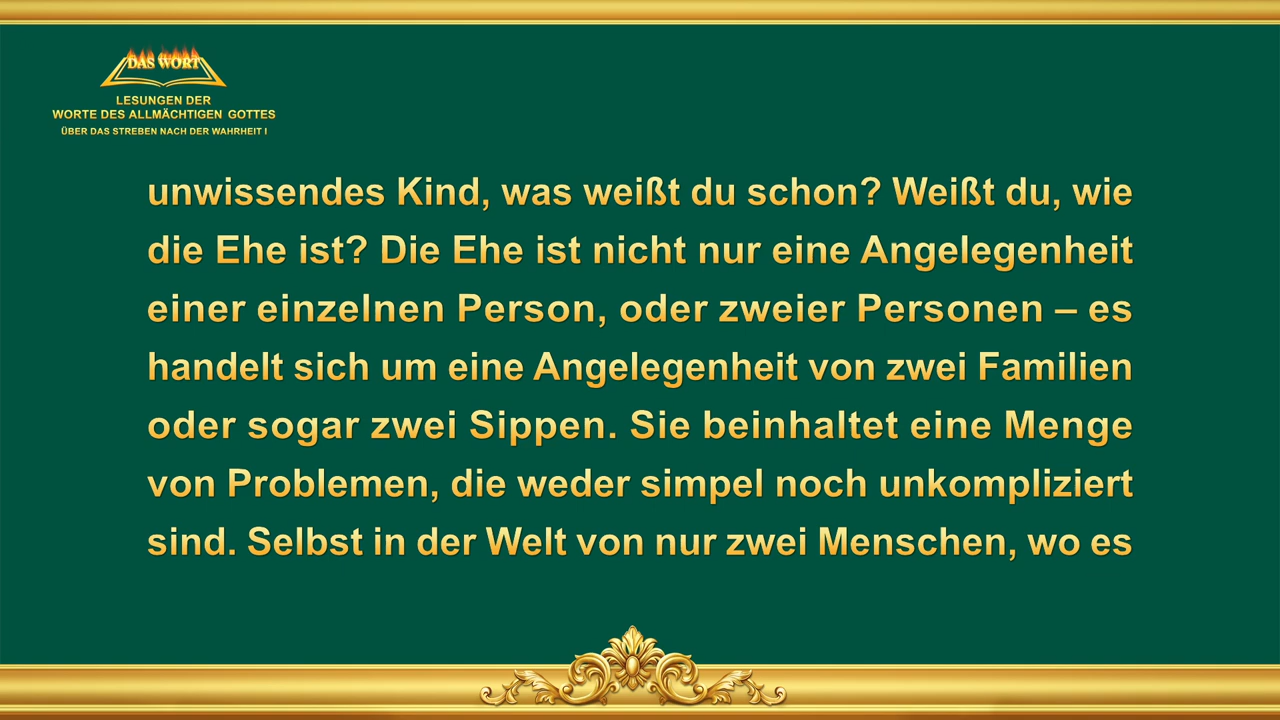 DAS WORT
LESUNGEN DER
WORTE DES ALLMÄCHTIGEN GOTTES
ÜBER DAS STREBEN NACH DER WAHRHEIT I
unwissendes Kind, was weißt du schon? Weißt du, wie
die Ehe ist? Die Ehe ist nicht nur eine Angelegenheit
einer einzelnen Person, oder zweier Personen – es
handelt sich um eine Angelegenheit von zwei Familien
oder sogar zwei Sippen. Sie beinhaltet eine Menge
von Problemen, die weder simpel noch unkompliziert
sind. Selbst in der Welt von nur zwei Menschen, wo es